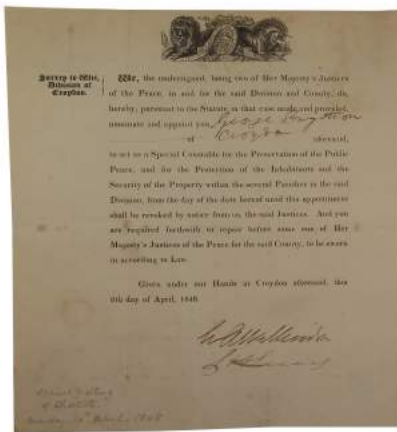 Surrey to Wit,
Division of
Croydon.
We, the undersigned, being two of Her Majesty's Justices
of the Peace, in and for the said Division and County, do,
hereby, pursuant to the Statute, in that case made and provided,
nominate and appoint you, George
of Croydon aforesaid,
to act as a Special Constable for the Preservation of the Public
Peace, and for the Protection of the Inhabitants and the
Security of the Property within the several Parishes in the said
Division, from the day of the date hereof until this appointment
shall be revoked by notice from us, the said Justices. And you
are required forthwith to repair before some one of Her
Majesty's Justices of the Peace for the said County, to be sworn
in according to Law.
Given under our Hands at Croydon aforesaid, this
day of April, 1848.
1848